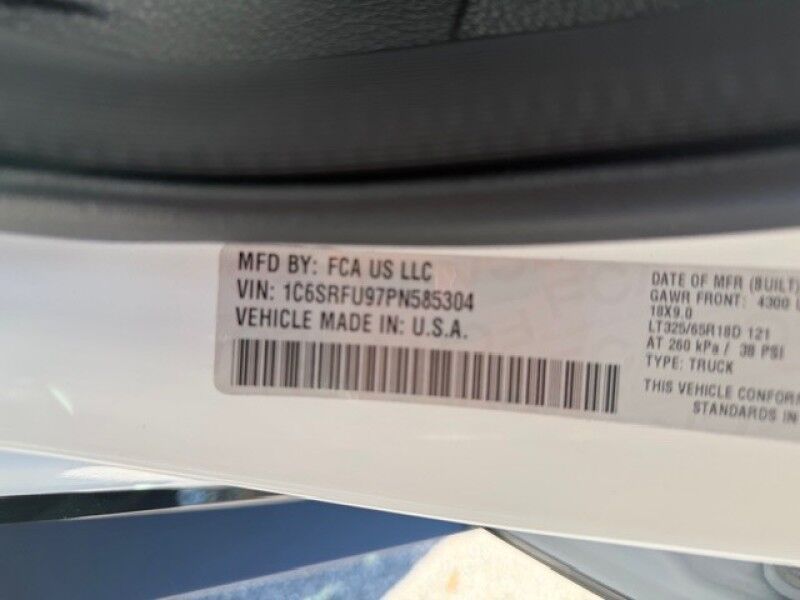 MFD BY: FCA US LLC
VIN: 1C6SRFU97PN585304
VEHICLE MADE IN: U.S.A.
DATE OF MFR (BUILT)
GAWR FRONT: 4300
18X9.0
LT325/65R18D 121
AT 260 kPa / 38 PSI
TYPE: TRUCK
THIS VEHICLE
STANDARDS IN